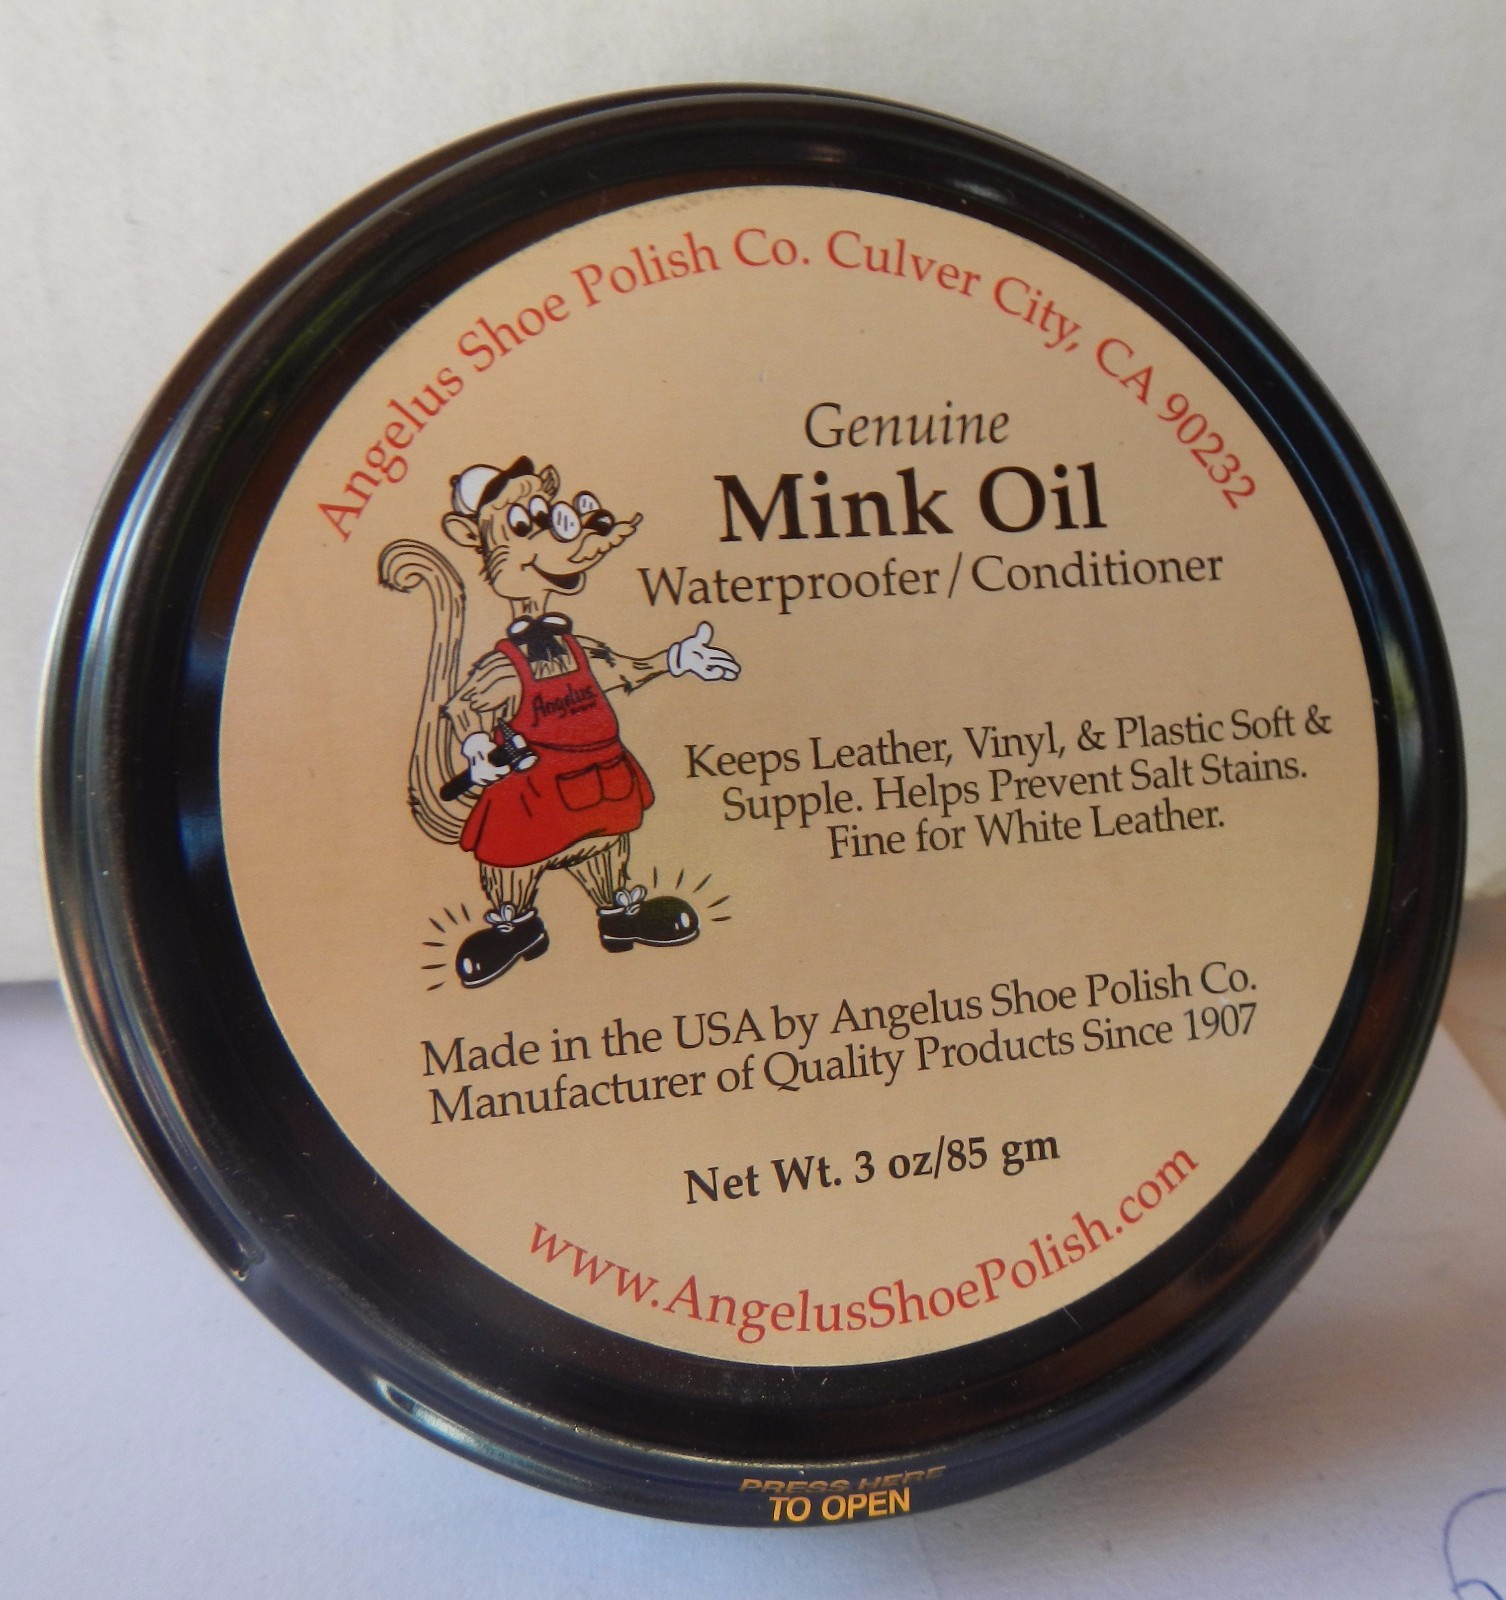 Angelus Shoe Polish Co. Culver City, CA 90232
Genuine
Mink Oil
Waterproofer/Conditioner
Angelus
Keeps Leather, Vinyl, & Plastic Soft &
Supple. Helps Prevent Salt Stains.
Fine for White Leather.
Made in the USA by Angelus Shoe Polish Co.
Manufacturer of Quality Products Since 1907
Net Wt. 3 oz/85 gm
www.AngelusShoePolish.com
PRESS HERE
TO OPEN